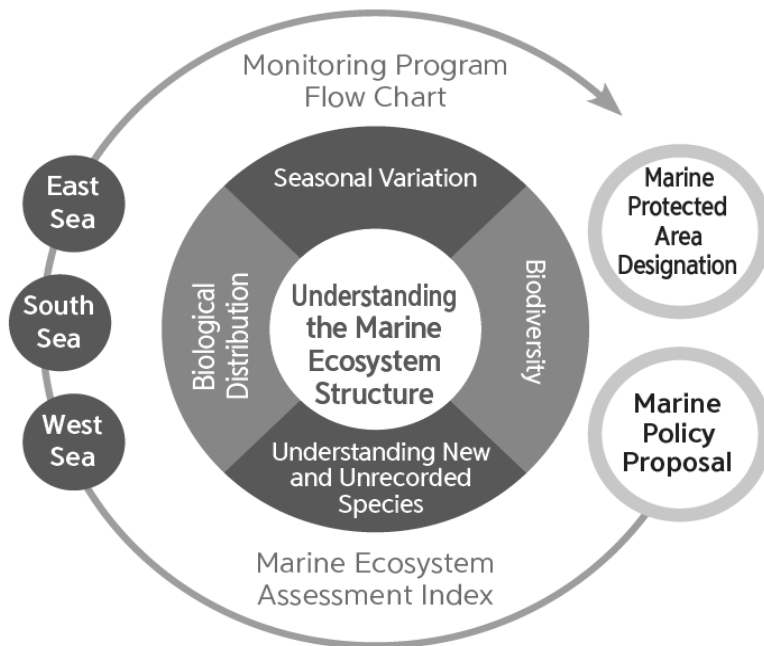 Monitoring Program
Flow Chart
East
Sea
South
Sea
West
Sea
Seasonal Variation
Biological
Distribution
Understanding
the Marine
Ecosystem
Structure
Biodiversity
Understanding New
and Unrecorded
Species
Marine
Protected
Area
Designation
Marine
Policy
Proposal
Marine Ecosystem
Assessment Index